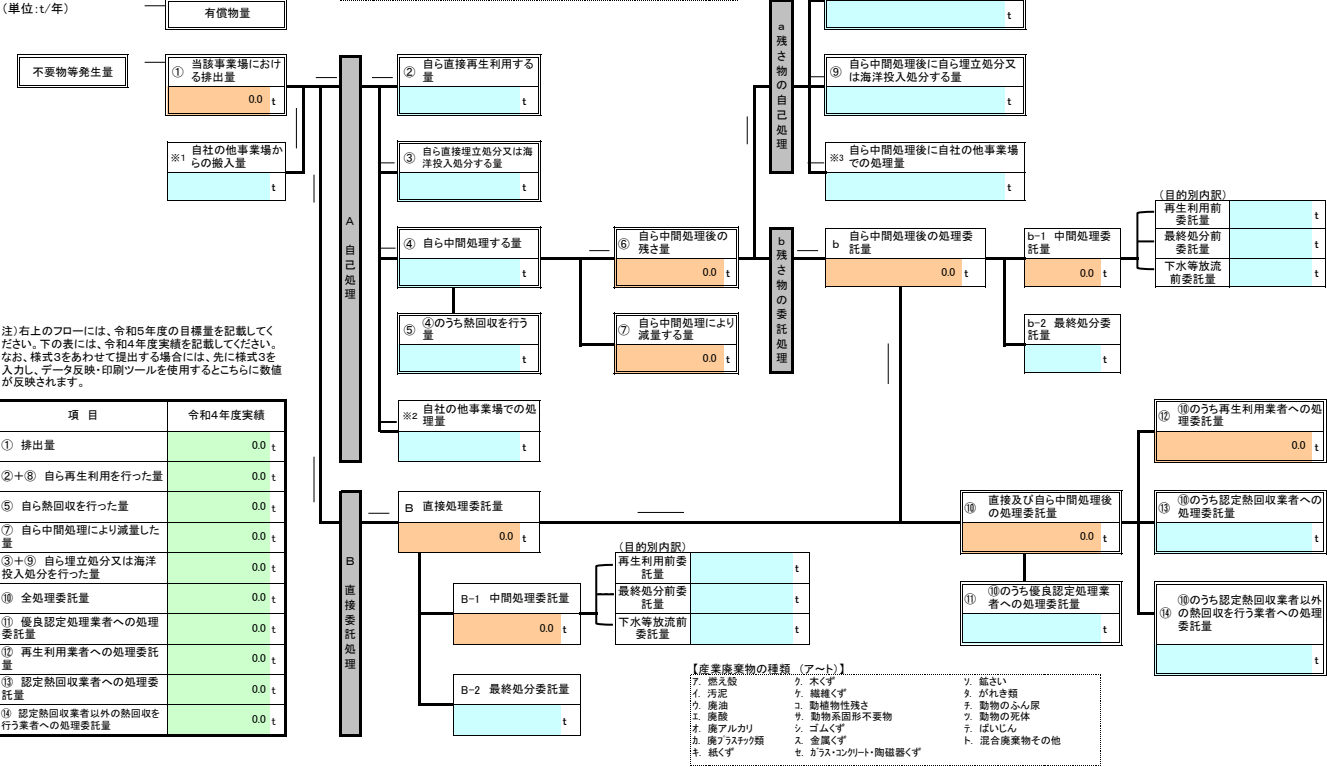 (単位:t/年)
有償物量
t
不要物等発生量
① 当該事業場におけ
る排出量
0.0 t
※1 自社の他事業場か
らの搬入量
t
A 自己処理
② 自ら直接再生利用する
量
t
③ 自ら直接埋立処分又は海
洋投入処分する量
t
④ 自ら中間処理する量
t
⑤ ④のうち熱回収を行う
量
t
※2 自社の他事業場での処
理量
t
⑥ 自ら中間処理後の
残さ量
0.0 t
⑦ 自ら中間処理により
減量する量
0.0 t
a 残さ物の自己処理
⑨ 自ら中間処理後に自ら埋立処分又
は海洋投入処分する量
t
※3 自ら中間処理後に自社の他事業場
での処理量
t
b 残さ物の委託処理
b 自ら中間処理後の処理委
託量
0.0 t
b-1 中間処理委
託量
0.0 t
(目的別内訳)
再生利用前
委託量
t
最終処分前
委託量
t
下水等放流
前委託量
t
b-2 最終処分委
託量
t
注)右上のフローには、令和5年度の目標量を記載してく
ださい。下の表には、令和4年度実績を記載してください。
なお、様式3をあわせて提出する場合には、先に様式3を
入力し、データ反映・印刷ツールを使用するとこちらに数値
が反映されます。
項 目 令和4年度実績
① 排出量 0.0 t
②+⑧ 自ら再生利用を行った量 0.0 t
⑤ 自ら熱回収を行った量 0.0 t
⑦ 自ら中間処理により減量した
量 0.0 t
③+⑨ 自ら埋立処分又は海洋
投入処分を行った量 0.0 t
⑩ 全処理委託量 0.0 t
⑪ 優良認定処理業者への処理
委託量 0.0 t
⑫ 再生利用業者への処理委託
量 0.0 t
⑬ 認定熱回収業者への処理委
託量 0.0 t
⑭ 認定熱回収業者以外の熱回収を
行う業者への処理委託量 0.0 t
B 直接委託処理
B 直接処理委託量
0.0 t
B-1 中間処理委託量
0.0 t
(目的別内訳)
再生利用前委
託量
t
最終処分前委
託量
t
下水等放流前
委託量
t
B-2 最終処分委託量
t
⑩ 直接及び自ら中間処理後
の処理委託量
0.0 t
⑪ ⑩のうち優良認定処理業
者への処理委託量
t
⑫ ⑩のうち再生利用業者への処
理委託量
0.0 t
⑬ ⑩のうち認定熱回収業者への
処理委託量
t
⑭ ⑩のうち認定熱回収業者以外
の熱回収を行う業者への処理
委託量
t
【産業廃棄物の種類 (ア~ト)】
ア. 燃え殻 ク. 木くず ソ. 鉱さい
イ. 汚泥 ケ. 繊維くず タ. がれき類
ウ. 廃油 コ. 動植物性残さ チ. 動物のふん尿
エ. 廃酸 サ. 動物系固形不要物 ツ. 動物の死体
オ. 廃アルカリ シ. ゴムくず テ. ばいじん
カ. 廃プラスチック類 ス. 金属くず ト. 混合廃棄物その他
キ. 紙くず セ. ガラス・コンクリート・陶磁器くず